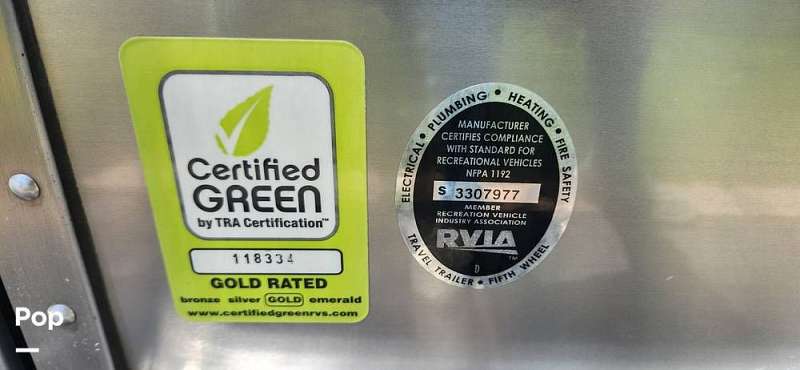 Certified
GREEN
by TRA Certification™
118334
GOLD RATED
bronze silver GOLD emerald
www.certifiedgreenrvs.com
ELECTRICAL • PLUMBING • HEATING • FIRE SAFETY
MANUFACTURER
CERTIFIES COMPLIANCE
WITH STANDARD FOR
RECREATIONAL VEHICLES
NFPA 1192
S 3307977
MEMBER
RECREATION VEHICLE
INDUSTRY ASSOCIATION
RVIA™
D
TRAVEL TRAILER • FIFTH WHEEL
Pop